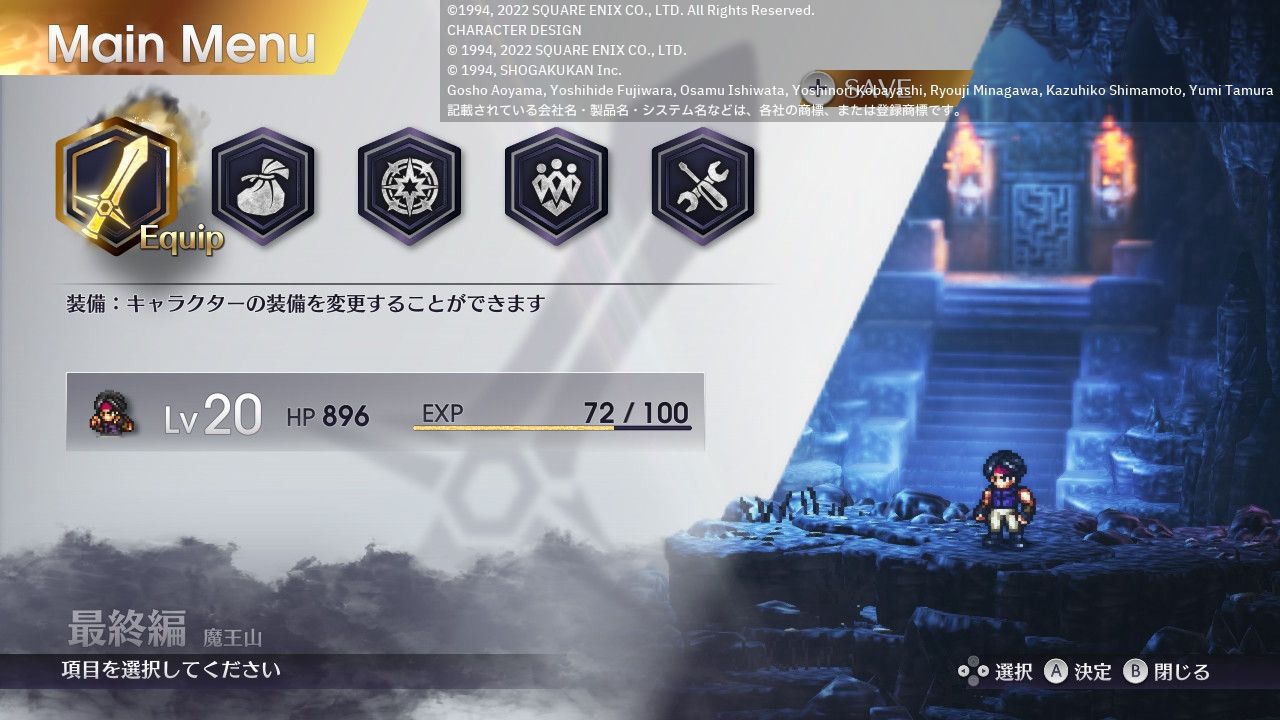 ©1994, 2022 SQUARE ENIX CO., LTD. All Rights Reserved.
CHARACTER DESIGN
© 1994, 2022 SQUARE ENIX CO., LTD.
© 1994, SHOGAKUKAN Inc.
Gosho Aoyama, Yoshihide Fujiwara, Osamu Ishiwata, Yoshinori Kobayashi, Ryouji Minagawa, Kazuhiko Shimamoto, Yumi Tamura
記載されている会社名・製品名・システム名などは、各社の商標、または登録商標です。
Main Menu
SAVE
Equip
装備：キャラクターの装備を変更することができます
Lv 20 HP 896 EXP 72 / 100
最終編 魔王山
項目を選択してください
選択 A 決定 B 閉じる